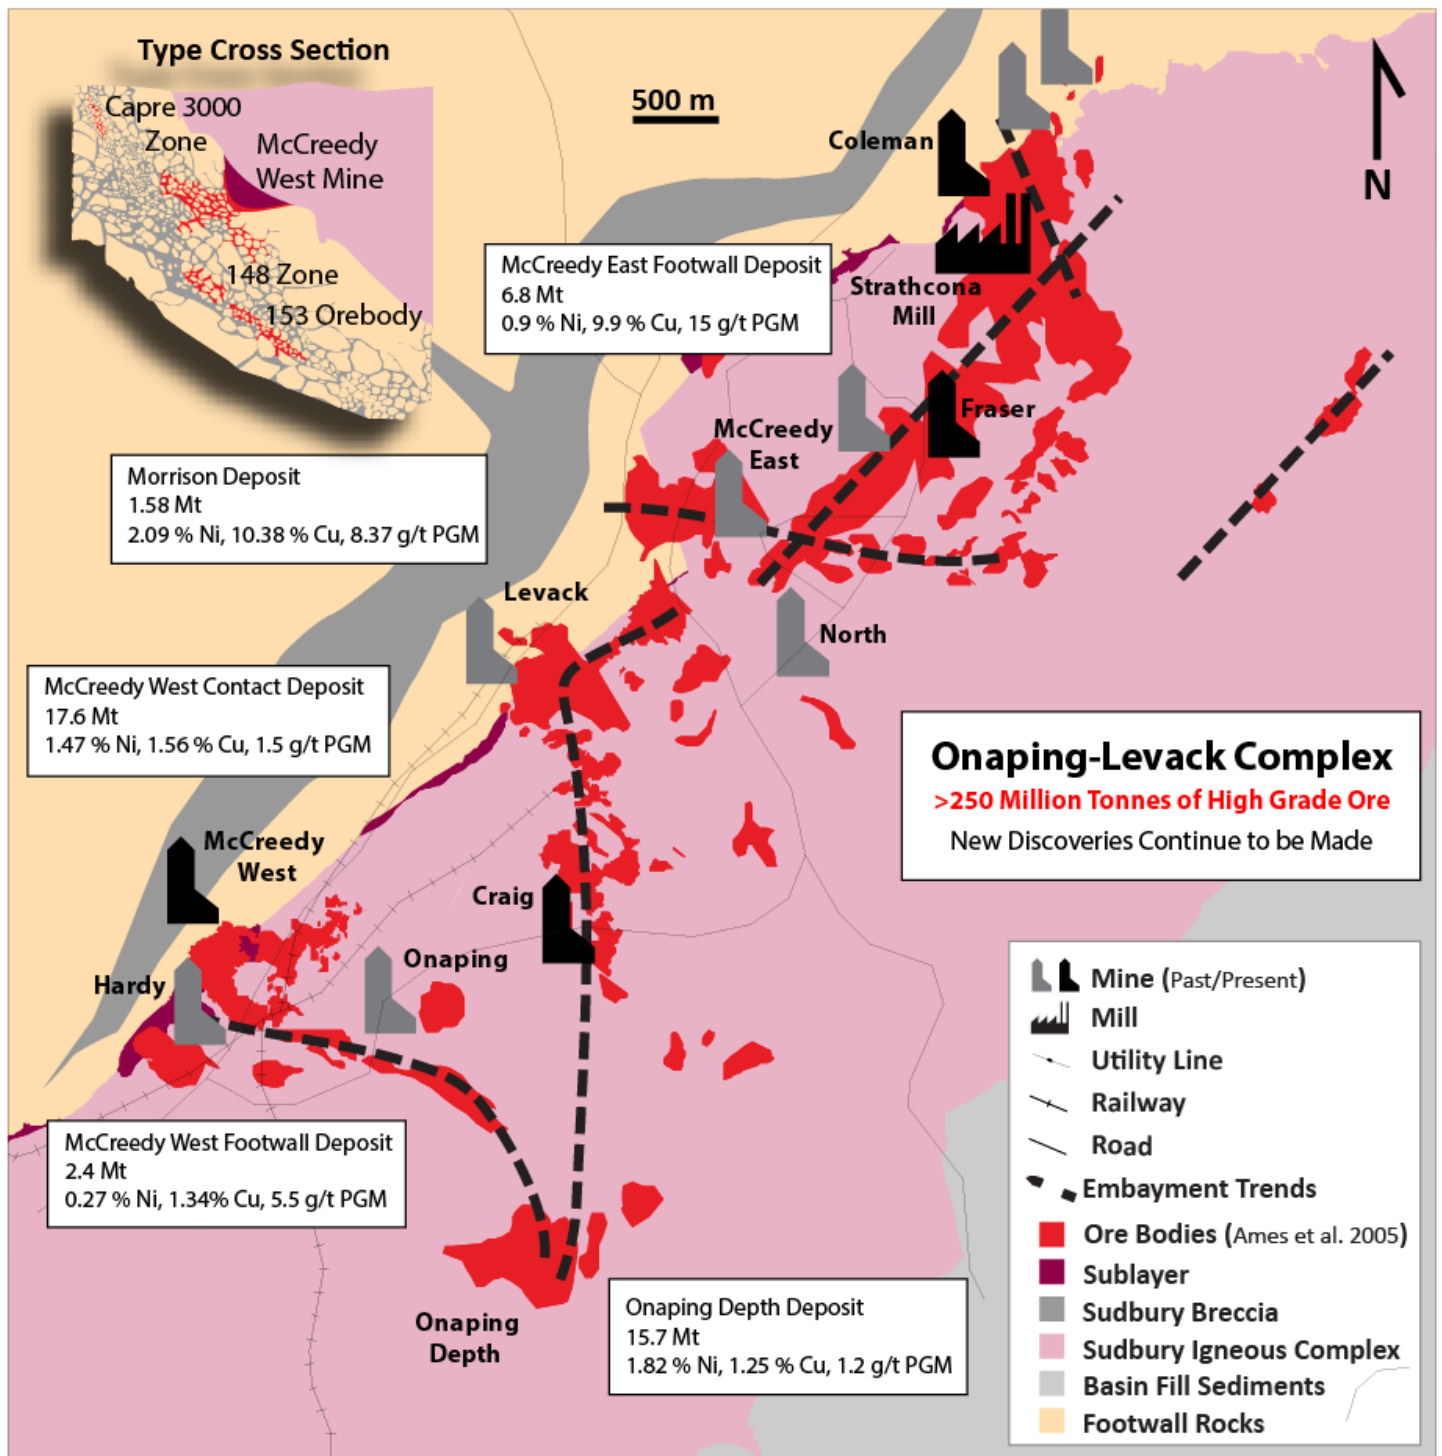 Type Cross Section
Capre 3000
Zone
McCreedy
West Mine
148 Zone
153 Orebody
500 m
N
Coleman
Strathcona
Mill
McCreedy East Footwall Deposit
6.8 Mt
0.9 % Ni, 9.9 % Cu, 15 g/t PGM
Fraser
McCreedy
East
Morrison Deposit
1.58 Mt
2.09 % Ni, 10.38 % Cu, 8.37 g/t PGM
Levack
North
McCreedy West Contact Deposit
17.6 Mt
1.47 % Ni, 1.56 % Cu, 1.5 g/t PGM
Onaping-Levack Complex
>250 Million Tonnes of High Grade Ore
New Discoveries Continue to be Made
McCreedy
West
Craig
Onaping
Hardy
McCreedy West Footwall Deposit
2.4 Mt
0.27 % Ni, 1.34% Cu, 5.5 g/t PGM
Onaping
Depth
Onaping Depth Deposit
15.7 Mt
1.82 % Ni, 1.25 % Cu, 1.2 g/t PGM
Mine (Past/Present)
Mill
Utility Line
Railway
Road
Embayment Trends
Ore Bodies (Ames et al. 2005)
Sublayer
Sudbury Breccia
Sudbury Igneous Complex
Basin Fill Sediments
Footwall Rocks